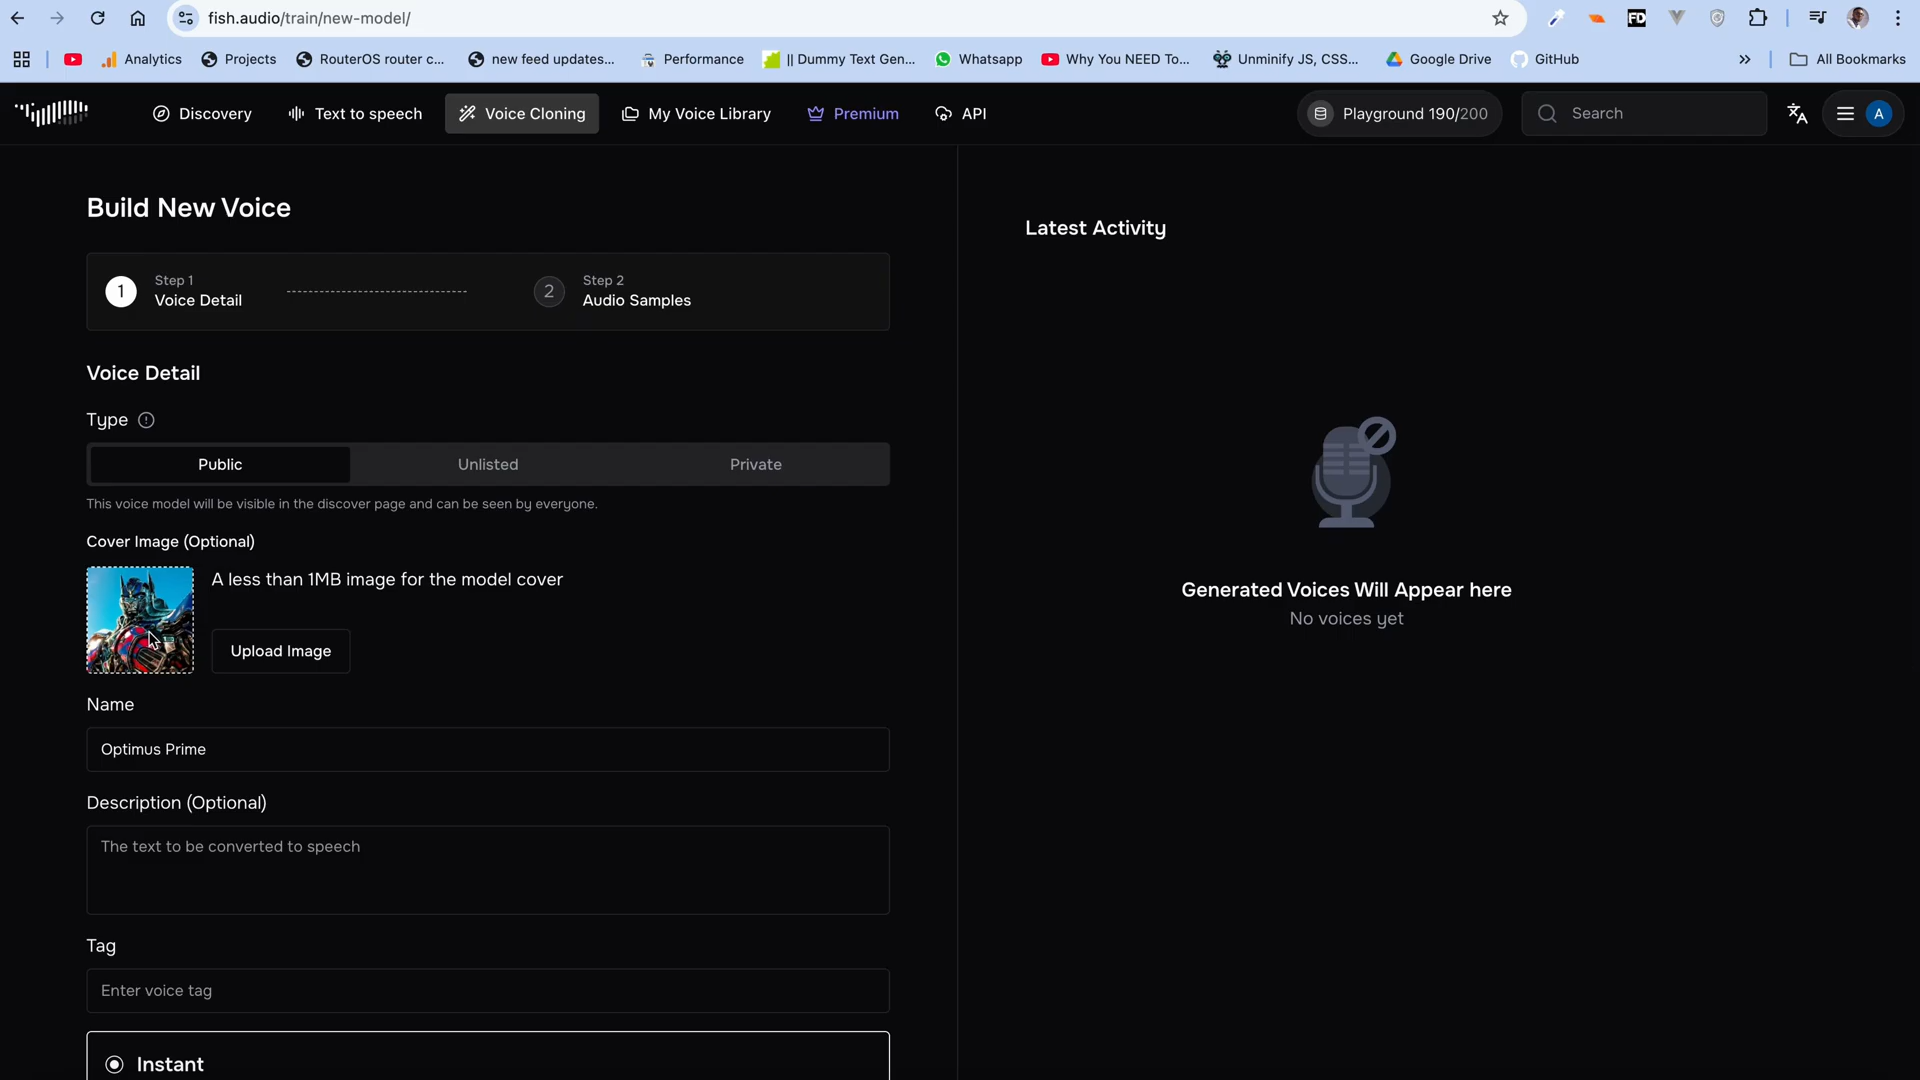 fish.audio/train/new-model/
FD
Analytics
Projects
RouterOS router c...
new feed updates...
Performance
|| Dummy Text Gen...
Whatsapp
Why You NEED To...
Unminify JS, CSS...
Google Drive
GitHub
All Bookmarks
Discovery
Text to speech
Voice Cloning
My Voice Library
Premium
API
Playground 190/200
Search
A
Build New Voice
1
Step 1
Voice Detail
2
Step 2
Audio Samples
Latest Activity
Voice Detail
Type
Public
Unlisted
Private
This voice model will be visible in the discover page and can be seen by everyone.
Cover Image (Optional)
A less than 1MB image for the model cover
Upload Image
Generated Voices Will Appear here
No voices yet
Name
Optimus Prime
Description (Optional)
The text to be converted to speech
Tag
Enter voice tag
Instant